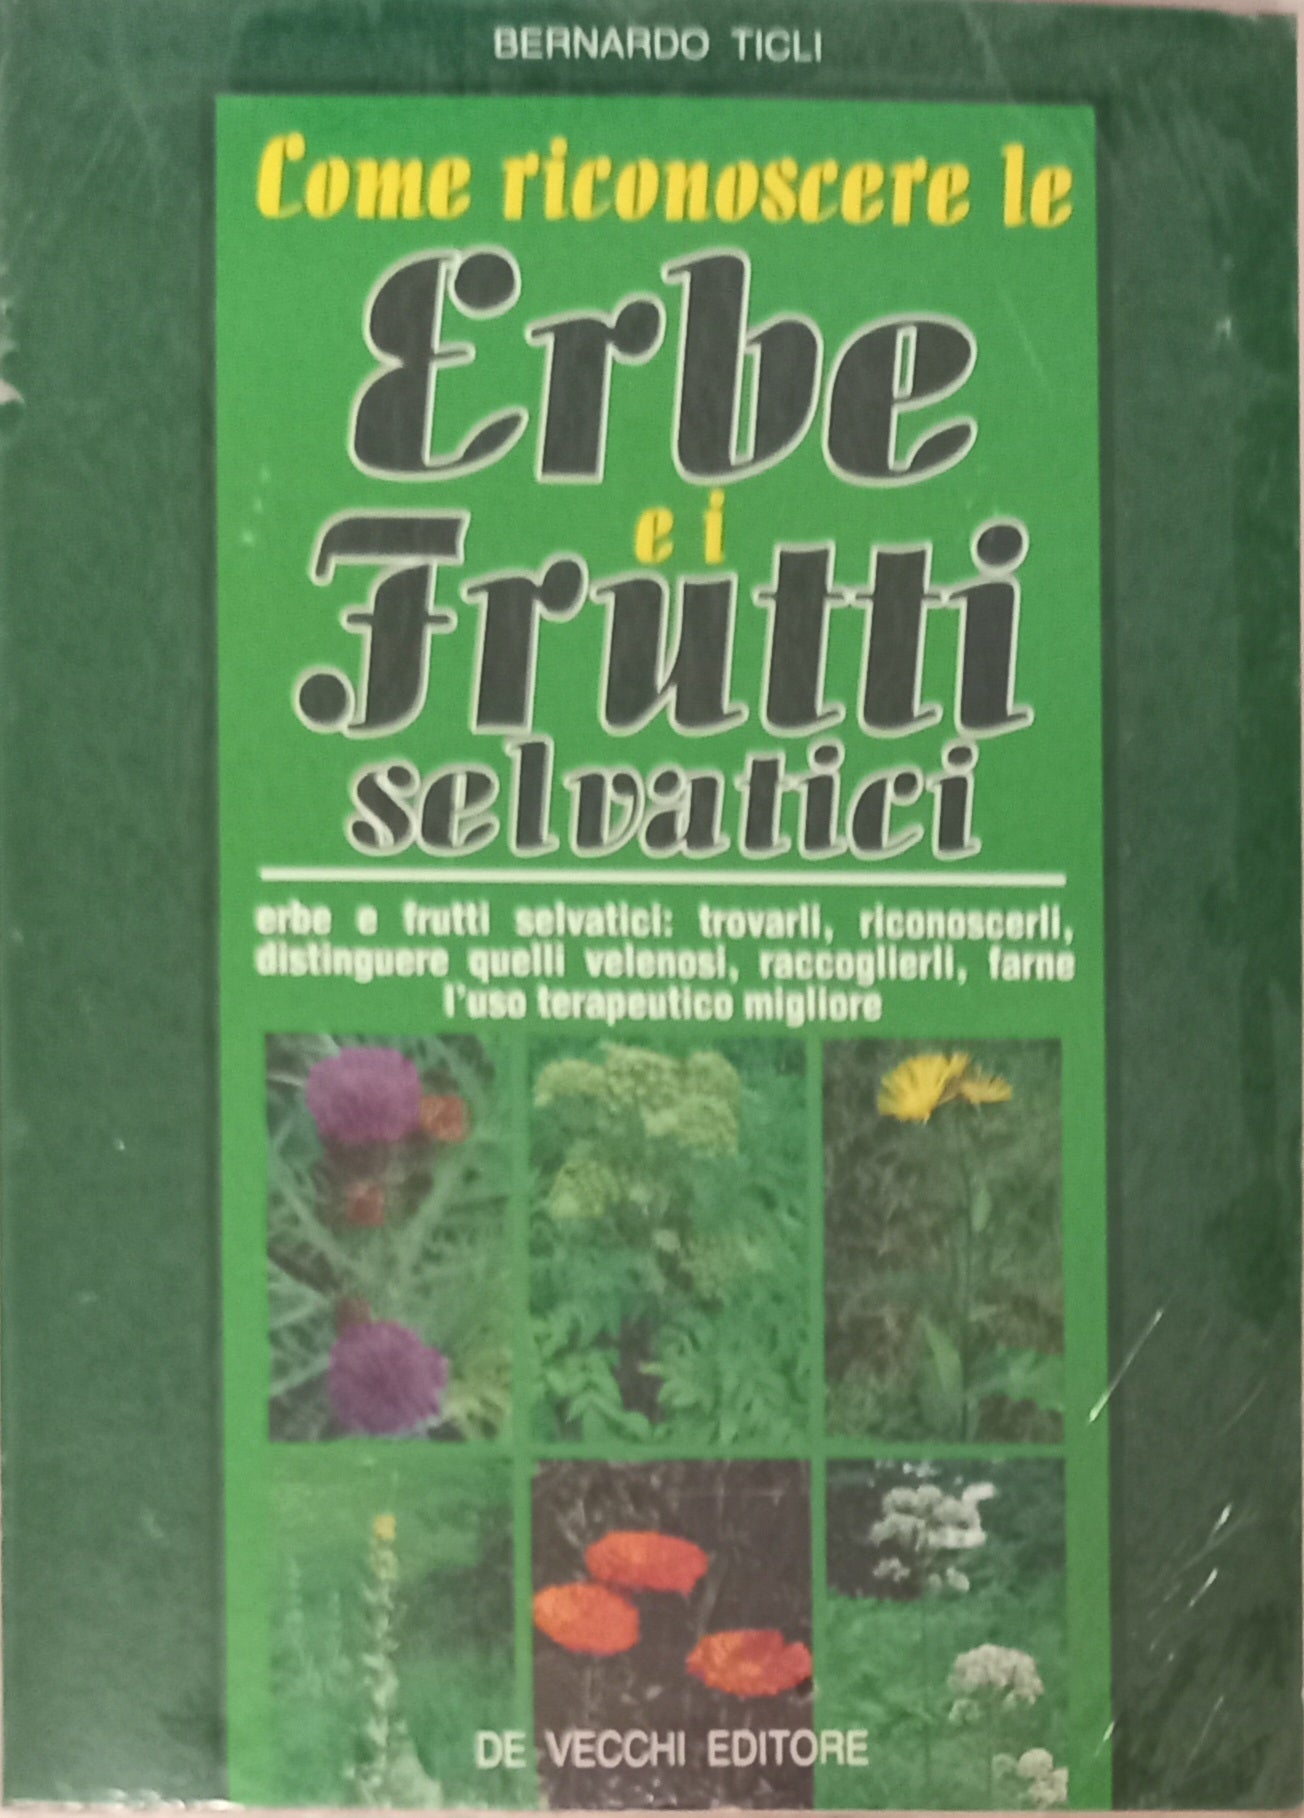 BERNARDO TICLI
Come riconoscere le
Erbe
e i
Frutti
selvatici
erbe e frutti selvatici: trovarli, riconoscerli,
distinguere quelli velenosi, raccoglierli, farne
l'uso terapeutico migliore
DE VECCHI EDITORE